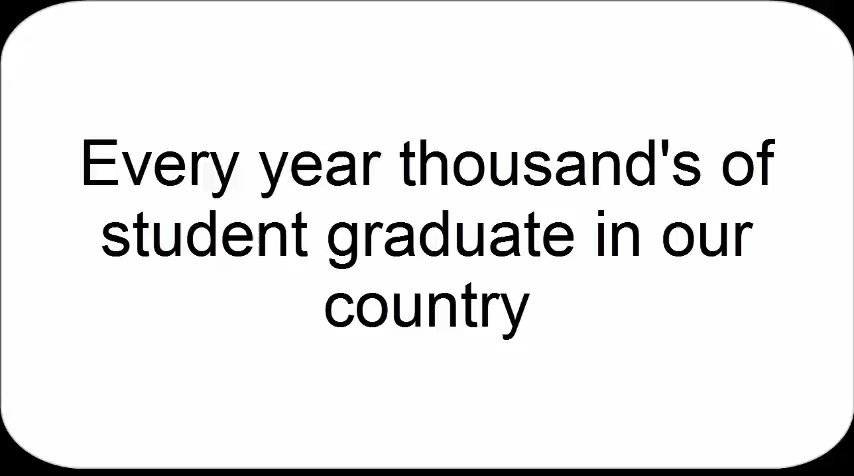 Every year thousand's of
student graduate in our
country